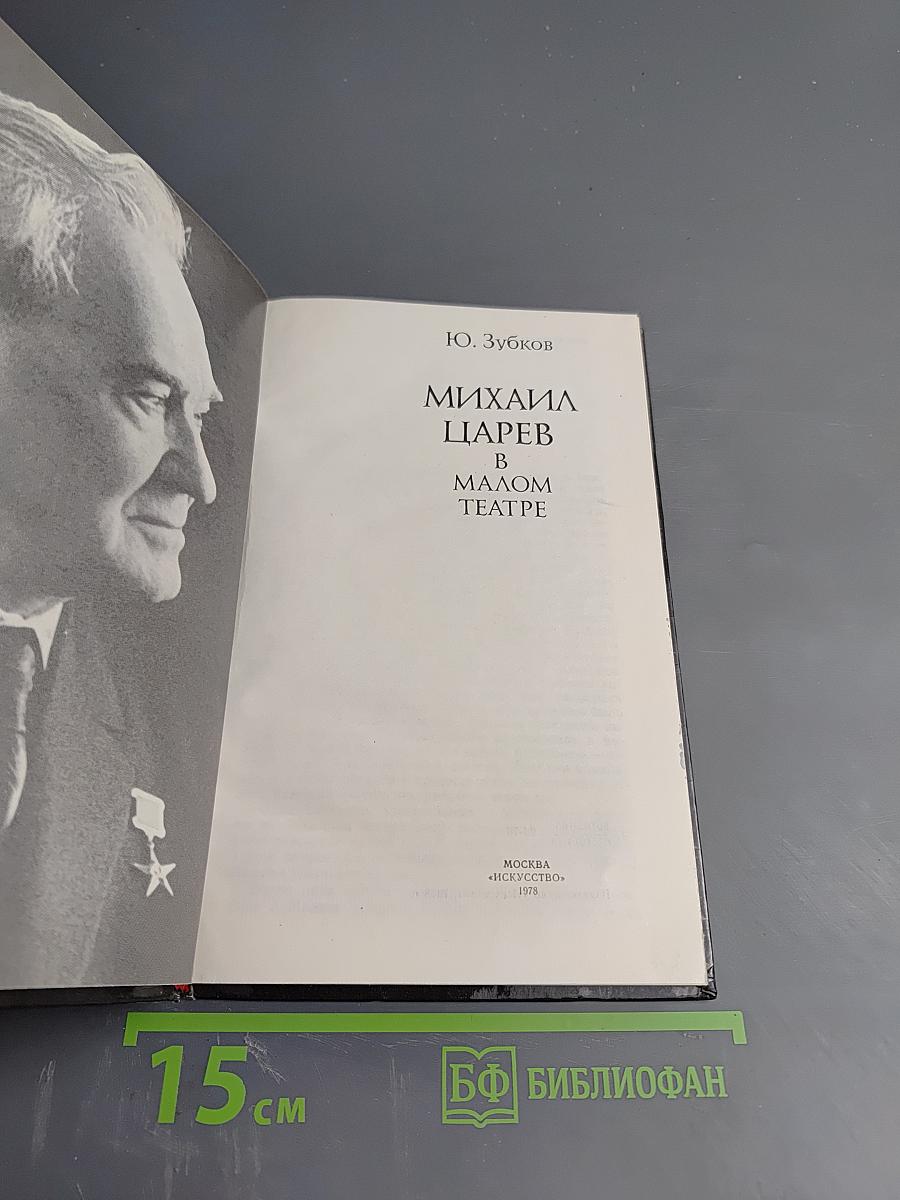 Ю. Зубков
МИХАИЛ
ЦАРЕВ
В
МАЛОМ
ТЕАТРЕ
МОСКВА
«ИСКУССТВО»
1978
15 см
БФ БИБЛИОФАН